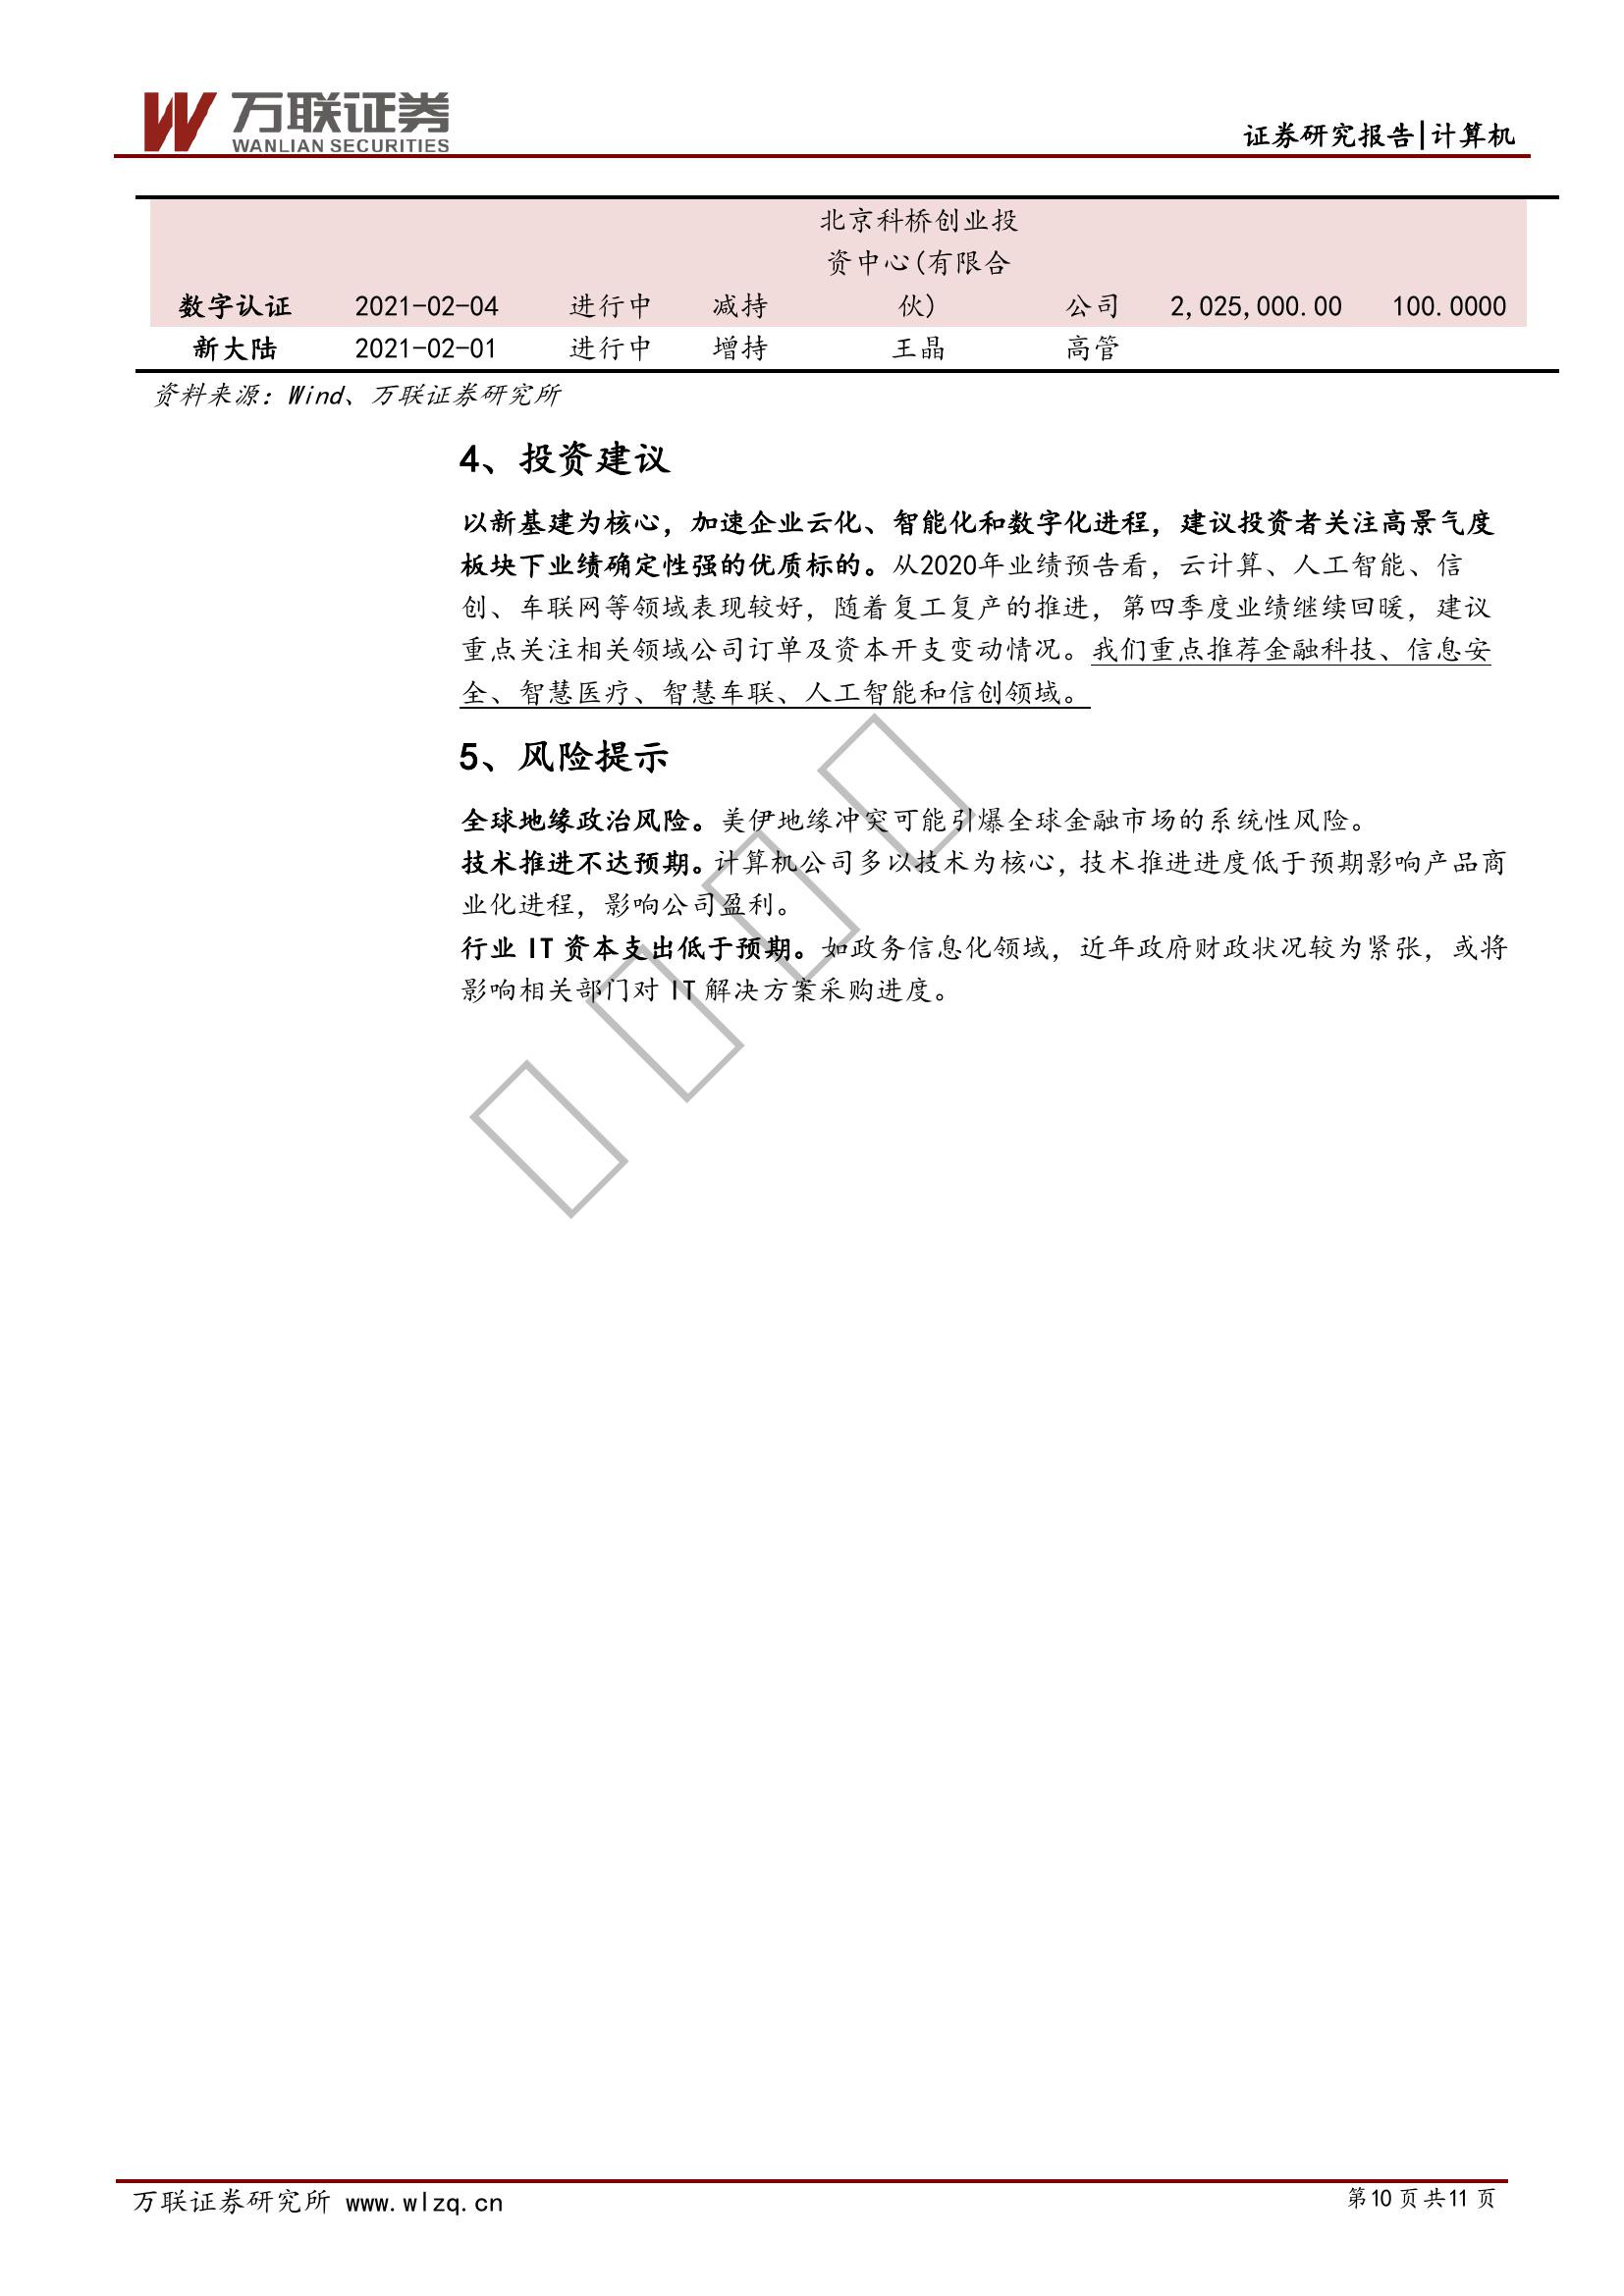 万联证券
WANLIAN SECURITIES
证券研究报告|计算机
北京科桥创业投
资中心(有限合
数字认证 2021-02-04 进行中 减持 伙) 公司 2,025,000.00 100.0000
新大陆 2021-02-01 进行中 增持 王晶 高管
资料来源：Wind、万联证券研究所
4、投资建议
以新基建为核心，加速企业云化、智能化和数字化进程，建议投资者关注高景气度
板块下业绩确定性强的优质标的。从2020年业绩预告看，云计算、人工智能、信
创、车联网等领域表现较好，随着复工复产的推进，第四季度业绩继续回暖，建议
重点关注相关领域公司订单及资本开支变动情况。我们重点推荐金融科技、信息安
全、智慧医疗、智慧车联、人工智能和信创领域。
5、风险提示
全球地缘政治风险。美伊地缘冲突可能引爆全球金融市场的系统性风险。
技术推进不达预期。计算机公司多以技术为核心，技术推进进度低于预期影响产品商
业化进程，影响公司盈利。
行业 IT 资本支出低于预期。如政务信息化领域，近年政府财政状况较为紧张，或将
影响相关部门对 IT 解决方案采购进度。
万联证券研究所 www.wlzq.cn
第10页共11页